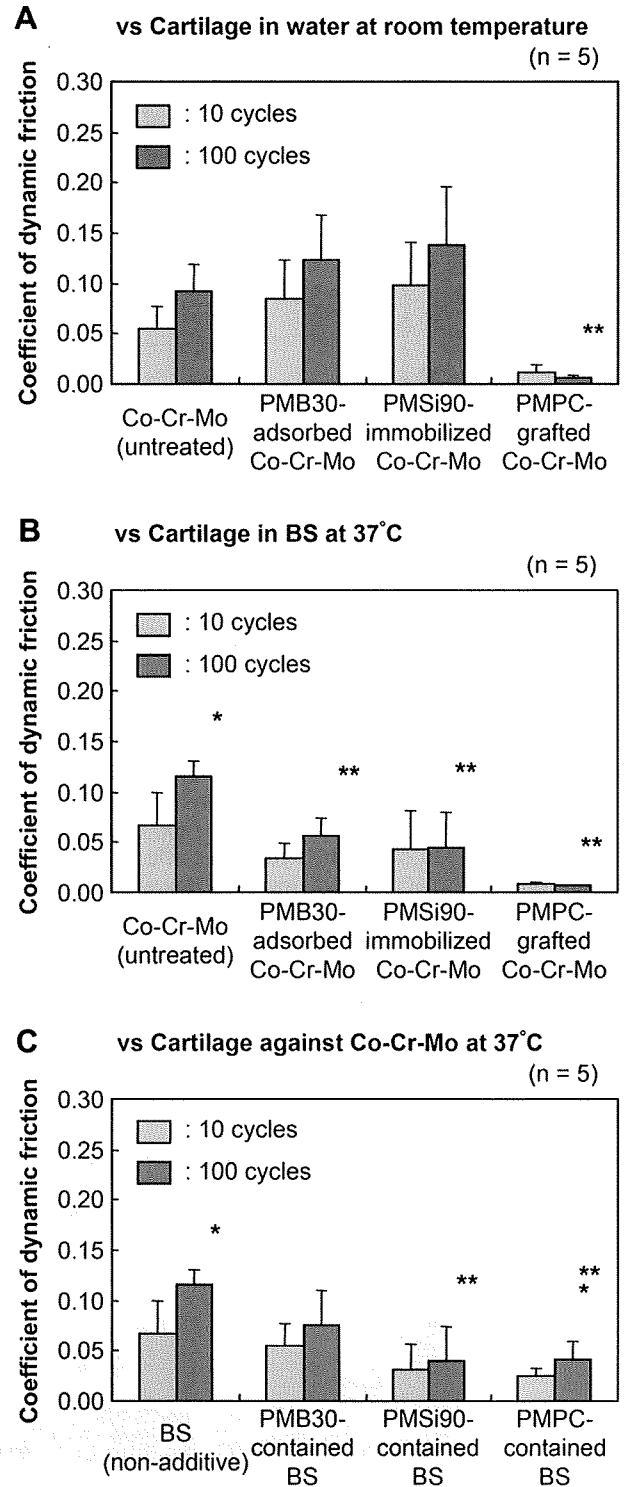 A
vs Cartilage in water at room temperature
(n = 5)
Coefficient of dynamic friction
0.30
0.25
0.20
0.15
0.10
0.05
0.00
: 10 cycles
: 100 cycles
**
Co-Cr-Mo
(untreated)
PMB30-
adsorbed
Co-Cr-Mo
PMSi90-
immobilized
Co-Cr-Mo
PMPC-
grafted
Co-Cr-Mo
B
vs Cartilage in BS at 37°C
(n = 5)
Coefficient of dynamic friction
0.30
0.25
0.20
0.15
0.10
0.05
0.00
: 10 cycles
: 100 cycles
*
**
**
**
Co-Cr-Mo
(untreated)
PMB30-
adsorbed
Co-Cr-Mo
PMSi90-
immobilized
Co-Cr-Mo
PMPC-
grafted
Co-Cr-Mo
C
vs Cartilage against Co-Cr-Mo at 37°C
(n = 5)
Coefficient of dynamic friction
0.30
0.25
0.20
0.15
0.10
0.05
0.00
: 10 cycles
: 100 cycles
*
**
**
*
BS
(non-additive)
PMB30-
contained
BS
PMSi90-
contained
BS
PMPC-
contained
BS